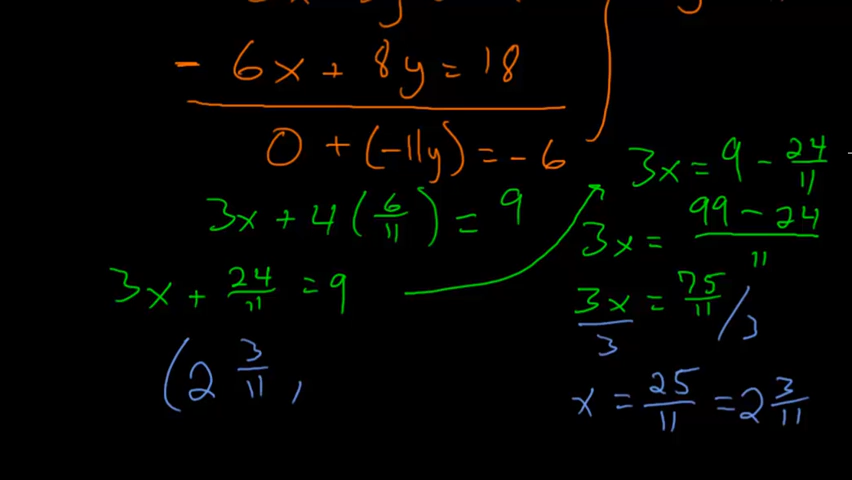 - 6x + 8y = 18
0 + (-11y) = -6
3x + 4(6/11) = 9
3x + 24/11 = 9
(2 3/11 ,
3x = 9 - 24/11
3x = 99 - 24/11
3x/3 = 75/11 /3
x = 25/11 = 2 3/11